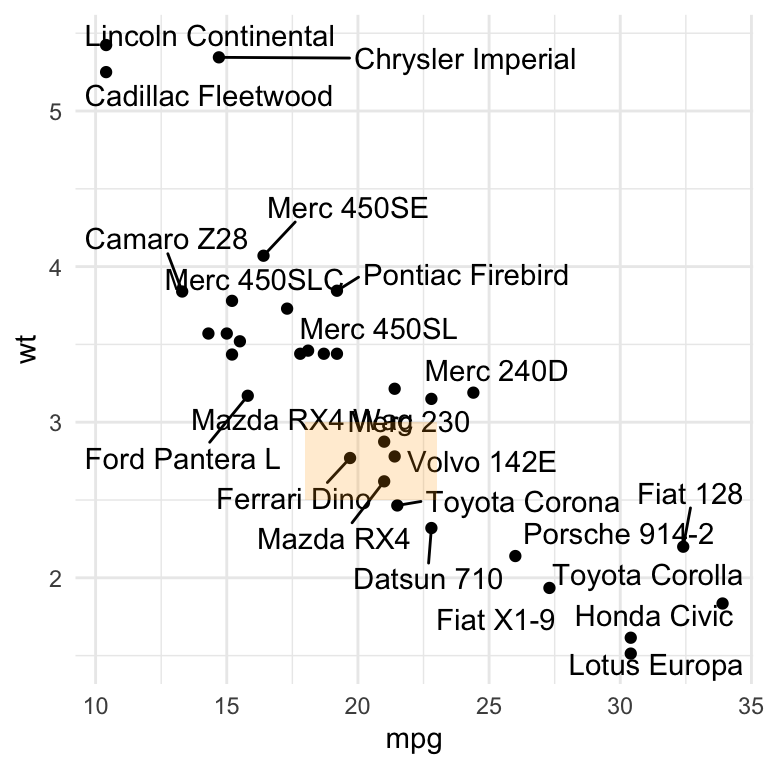 Lincoln Continental
Chrysler Imperial
Cadillac Fleetwood
5
Merc 450SE
Camaro Z28
4
Merc 450SLC
Pontiac Firebird
Merc 450SL
Merc 240D
3
Mazda RX4 Wag
Merc 230
Ford Pantera L
Volvo 142E
Ferrari Dino
Toyota Corona
Fiat 128
Mazda RX4
Porsche 914-2
Datsun 710
2
Toyota Corolla
Fiat X1-9
Honda Civic
Lotus Europa
10 15 20 25 30 35
mpg
wt